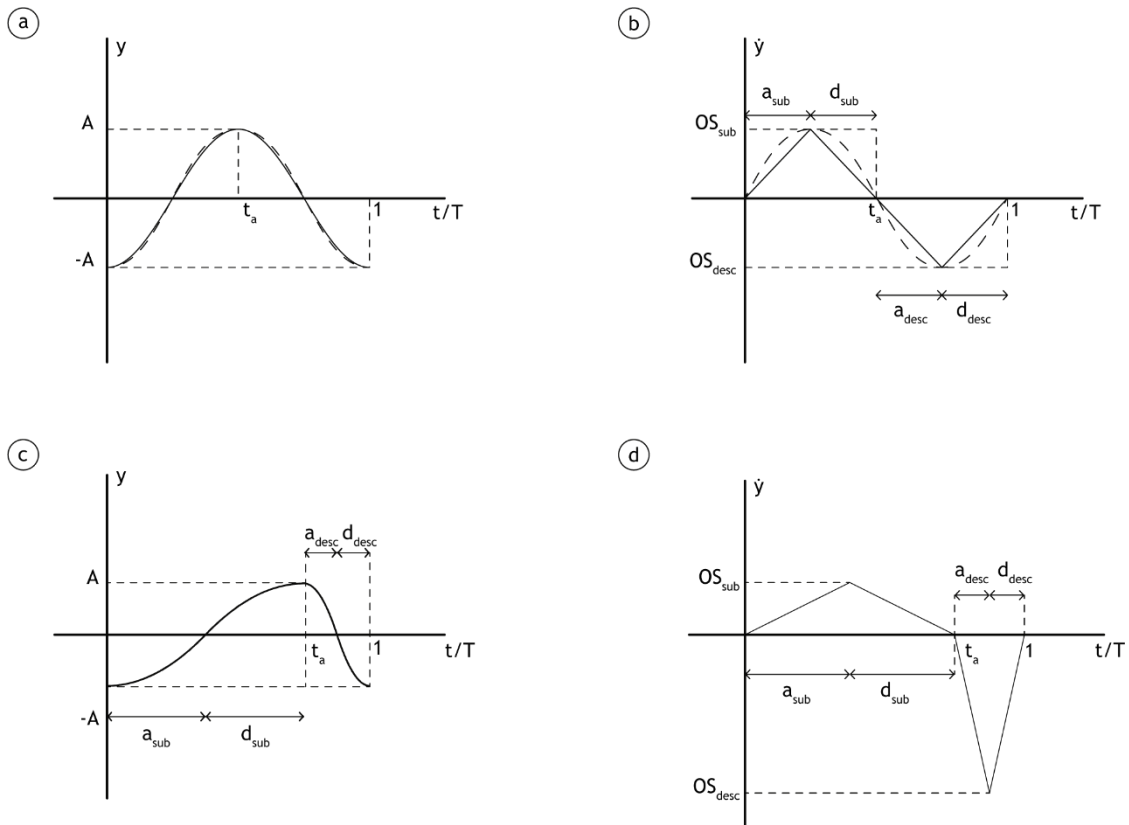 a
y
A
-A
t_a
1
t/T
b
ẏ
a_sub
d_sub
OS_sub
OS_desc
t_a
1
t/T
a_desc
d_desc
c
y
a_desc
d_desc
A
t_a
1
t/T
-A
a_sub
d_sub
d
ẏ
OS_sub
a_desc
d_desc
t_a
1
t/T
a_sub
d_sub
OS_desc